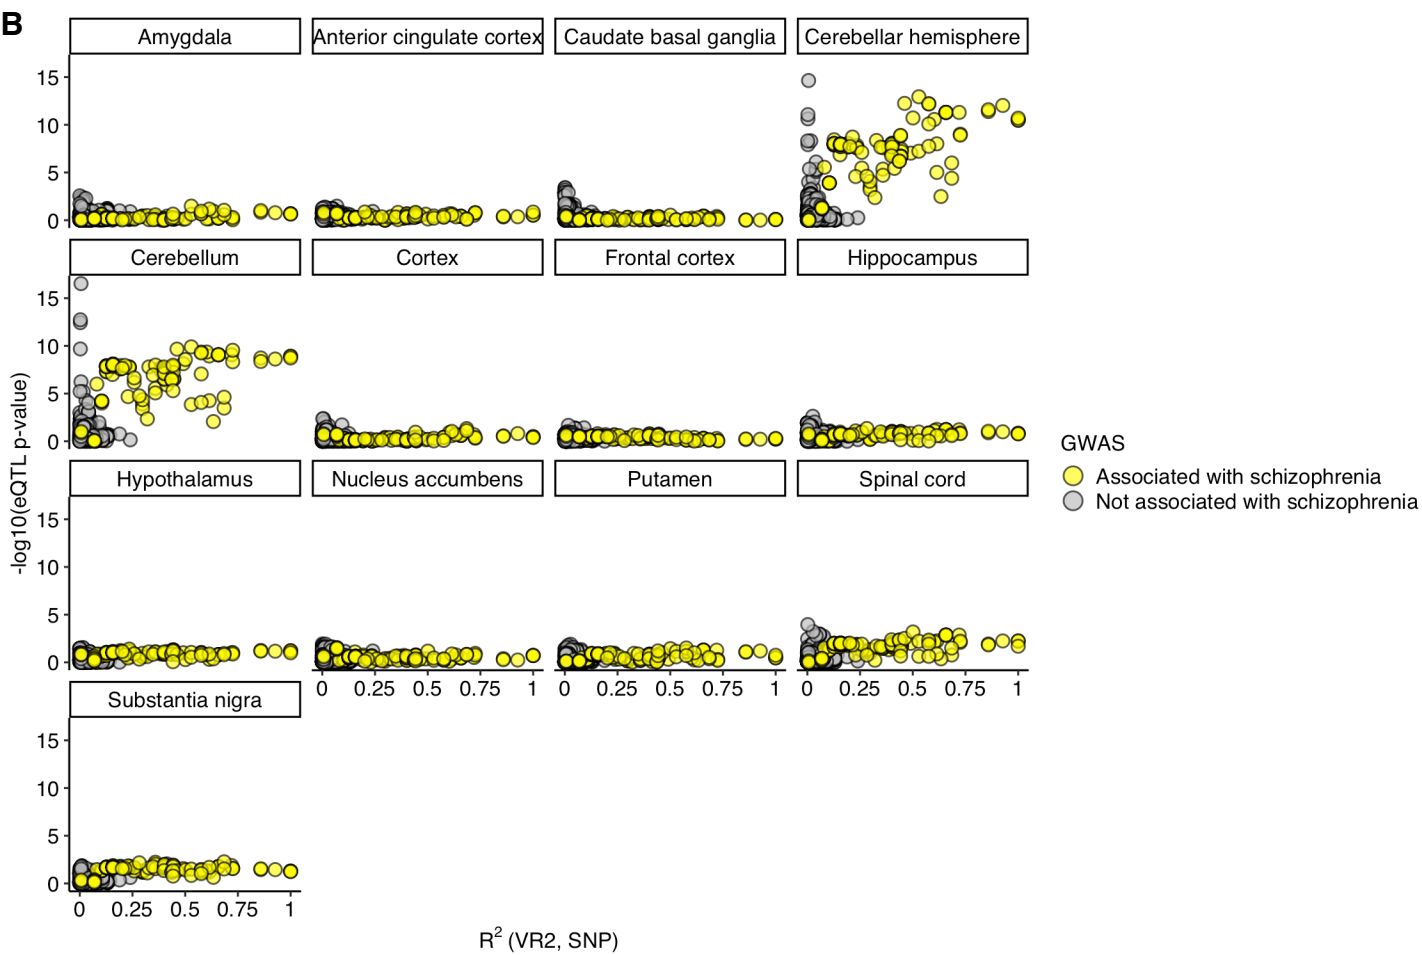 B
Amygdala
Anterior cingulate cortex
Caudate basal ganglia
Cerebellar hemisphere
15
10
5
0
Cerebellum
Cortex
Frontal cortex
Hippocampus
15
10
5
0
-log10(eQTL p-value)
GWAS
Associated with schizophrenia
Not associated with schizophrenia
Hypothalamus
Nucleus accumbens
Putamen
Spinal cord
15
10
5
0
0 0.25 0.5 0.75 1
0 0.25 0.5 0.75 1
0 0.25 0.5 0.75 1
Substantia nigra
15
10
5
0
0 0.25 0.5 0.75 1
R² (VR2, SNP)